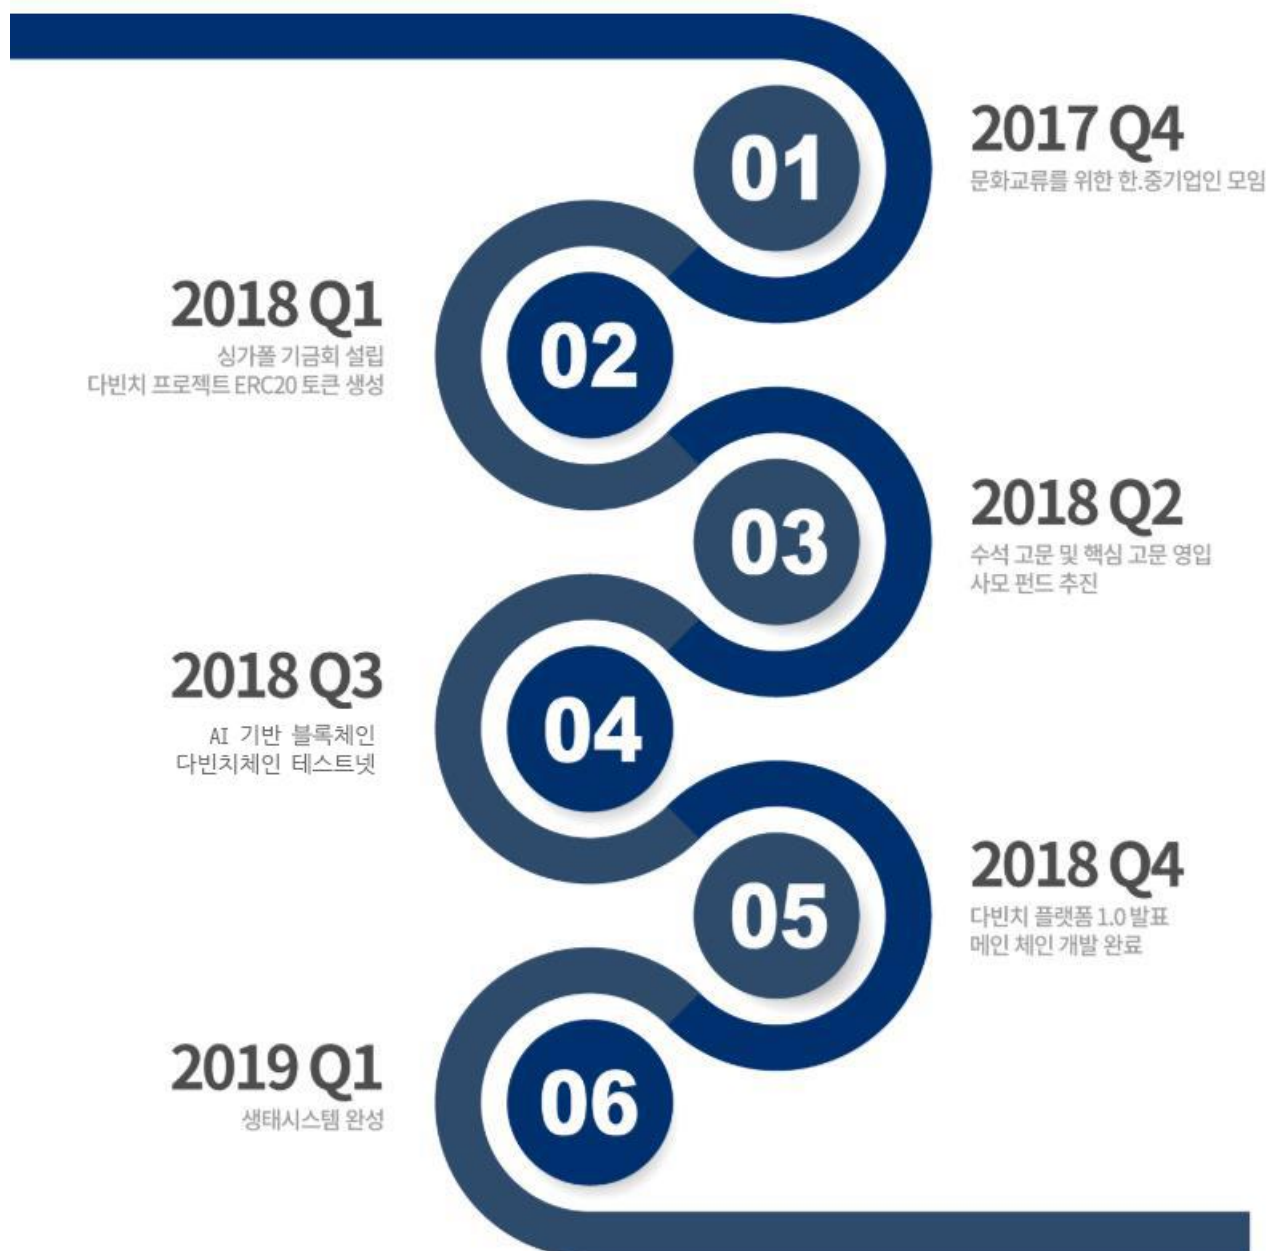 01
2017 Q4
문화교류를 위한 한.중기업인 모임
2018 Q1
싱가폴 기금회 설립
다빈치 프로젝트 ERC20 토큰 생성
02
03
2018 Q2
수석 고문 및 핵심 고문 영입
사모 펀드 추진
2018 Q3
AI 기반 블록체인
다빈치체인 테스트넷
04
05
2018 Q4
다빈치 플랫폼 1.0 발표
메인 체인 개발 완료
2019 Q1
생태시스템 완성
06